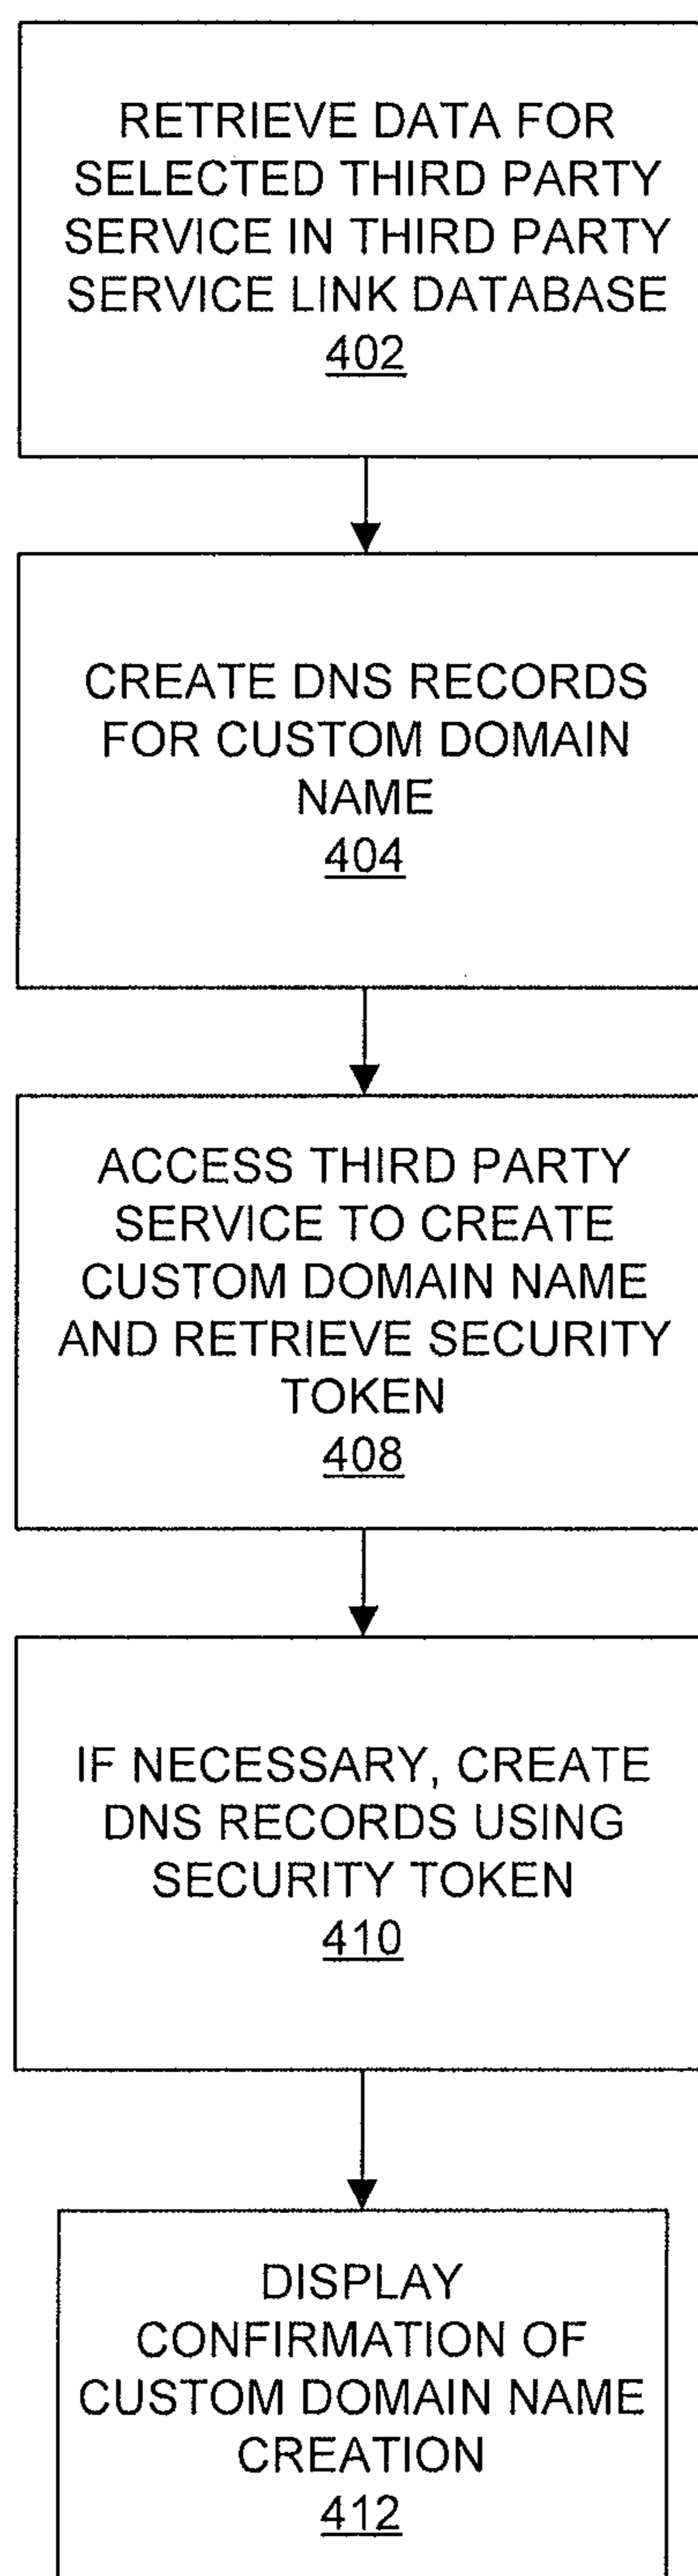 RETRIEVE DATA FOR
SELECTED THIRD PARTY
SERVICE IN THIRD PARTY
SERVICE LINK DATABASE
402
CREATE DNS RECORDS
FOR CUSTOM DOMAIN
NAME
404
ACCESS THIRD PARTY
SERVICE TO CREATE
CUSTOM DOMAIN NAME
AND RETRIEVE SECURITY
TOKEN
408
IF NECESSARY, CREATE
DNS RECORDS USING
SECURITY TOKEN
410
DISPLAY
CONFIRMATION OF
CUSTOM DOMAIN NAME
CREATION
412